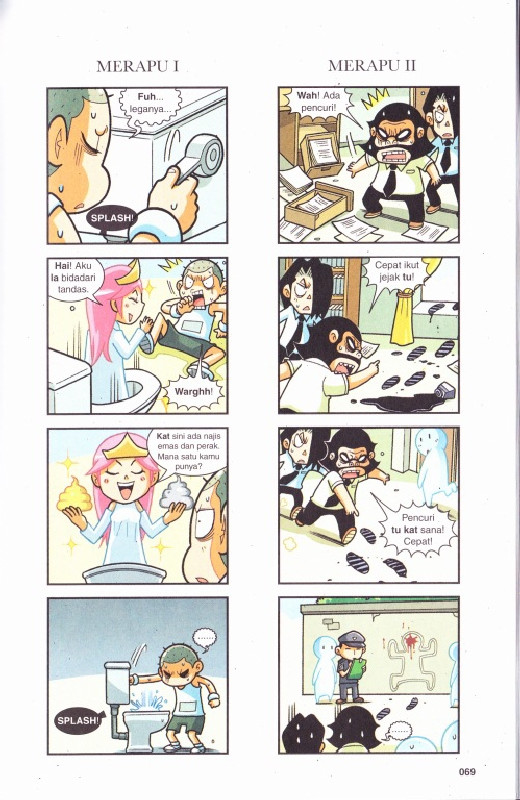 MERAPU I
Fuh...
leganya...
SPLASH!
Hai! Aku
la bidadari
tandas.
Warghh!
Kat sini ada najis
emas dan perak.
Mana satu kamu
punya?
......
SPLASH!
MERAPU II
Wah! Ada
pencuri!
Cepat ikut
jejak tu!
Pencuri
tu kat sana!
Cepat!
......
069